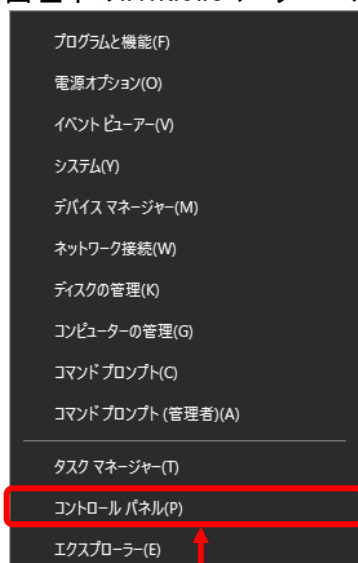 プログラムと機能(F)
電源オプション(O)
イベント ビューアー(V)
システム(Y)
デバイス マネージャー(M)
ネットワーク接続(W)
ディスクの管理(K)
コンピューターの管理(G)
コマンド プロンプト(C)
コマンド プロンプト (管理者)(A)
タスク マネージャー(T)
コントロール パネル(P)
エクスプローラー(E)